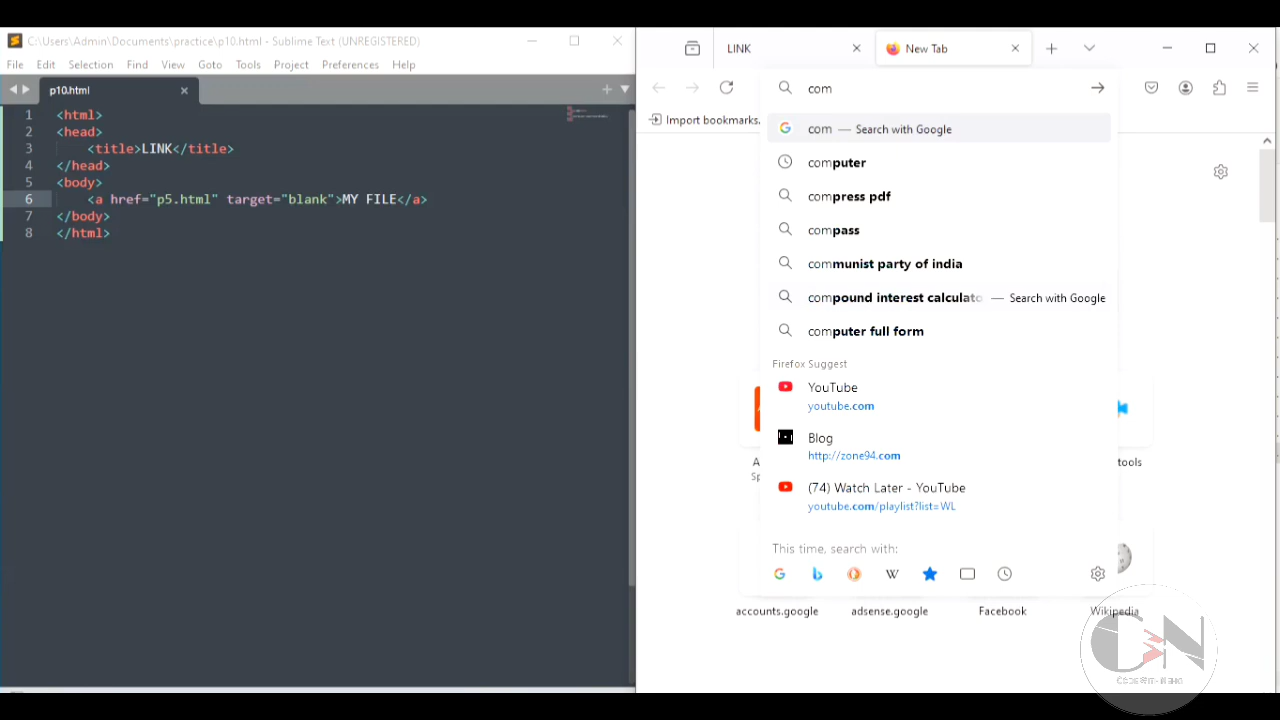 C:\Users\Admin\Documents\practice\p10.html - Sublime Text (UNREGISTERED)
File Edit Selection Find View Goto Tools Project Preferences Help
p10.html
1 <html>
2 <head>
3 <title>LINK</title>
4 </head>
5 <body>
6 <a href="p5.html" target="blank">MY FILE</a>
7 </body>
8 </html>
LINK
New Tab
com
Import bookmarks.
com — Search with Google
computer
compress pdf
compass
communist party of india
compound interest calculato — Search with Google
computer full form
Firefox Suggest
YouTube
youtube.com
Blog
http://zone94.com
(74) Watch Later - YouTube
youtube.com/playlist?list=WL
This time, search with:
A
Sp
tools
accounts.google
adsense.google
Facebook
Wikipedia